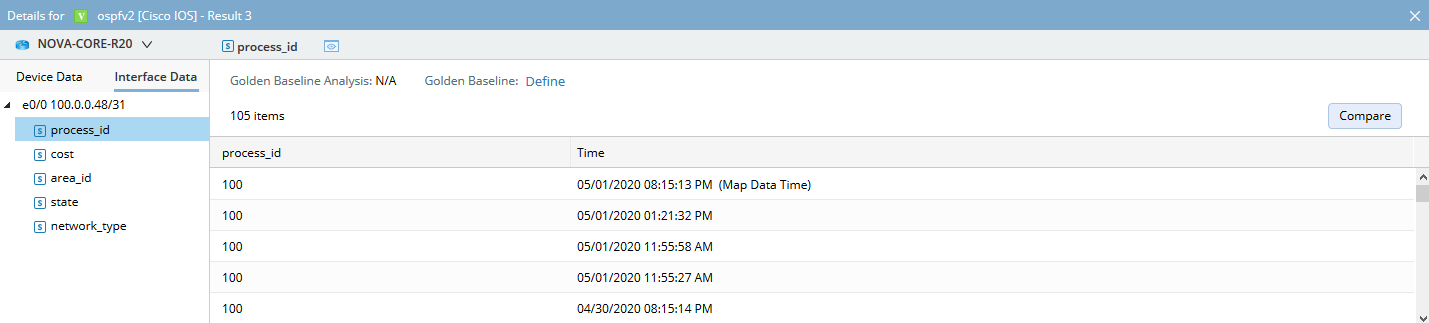 Details for V ospfv2 [Cisco IOS] - Result 3
NOVA-CORE-R20
$ process_id
Device Data Interface Data
Golden Baseline Analysis: N/A Golden Baseline: Define
e0/0 100.0.0.48/31
$ process_id
$ cost
$ area_id
$ state
$ network_type
105 items
Compare
process_id Time
100 05/01/2020 08:15:13 PM (Map Data Time)
100 05/01/2020 01:21:32 PM
100 05/01/2020 11:55:58 AM
100 05/01/2020 11:55:27 AM
100 04/30/2020 08:15:14 PM